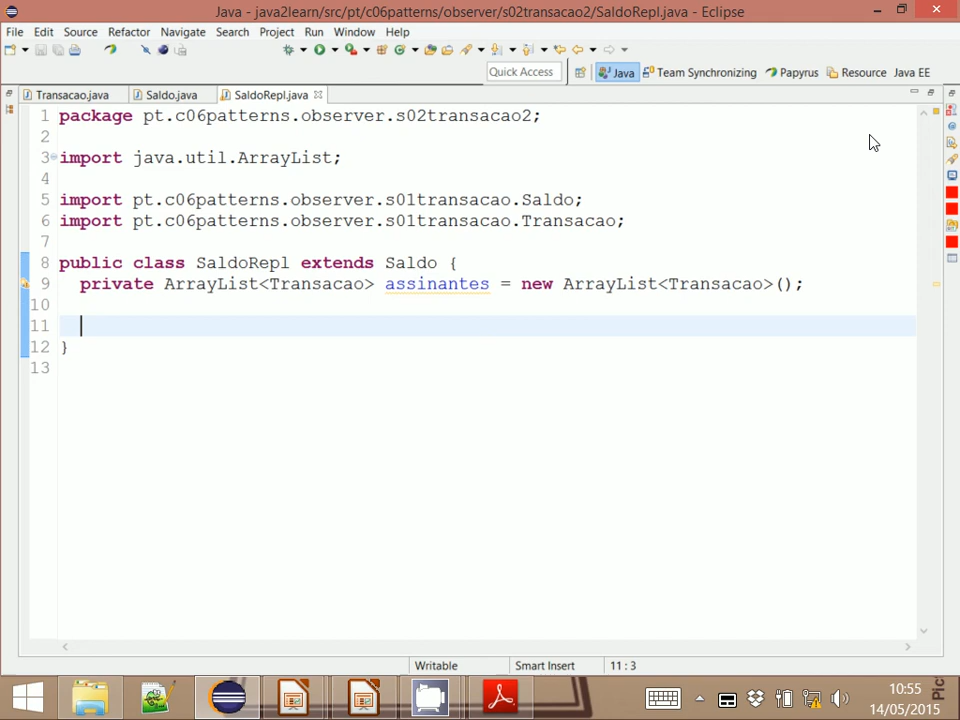 Java - java2learn/src/pt/c06patterns/observer/s02transacao2/SaldoRepl.java - Eclipse
File Edit Source Refactor Navigate Search Project Run Window Help
Quick Access Java Team Synchronizing Papyrus Resource Java EE
Transacao.java Saldo.java SaldoRepl.java
1 package pt.c06patterns.observer.s02transacao2;
2
3 import java.util.ArrayList;
4
5 import pt.c06patterns.observer.s01transacao.Saldo;
6 import pt.c06patterns.observer.s01transacao.Transacao;
7
8 public class SaldoRepl extends Saldo {
9 private ArrayList<Transacao> assinantes = new ArrayList<Transacao>();
10
11
12 }
13
Writable Smart Insert 11 : 3
10:55
14/05/2015
Pic